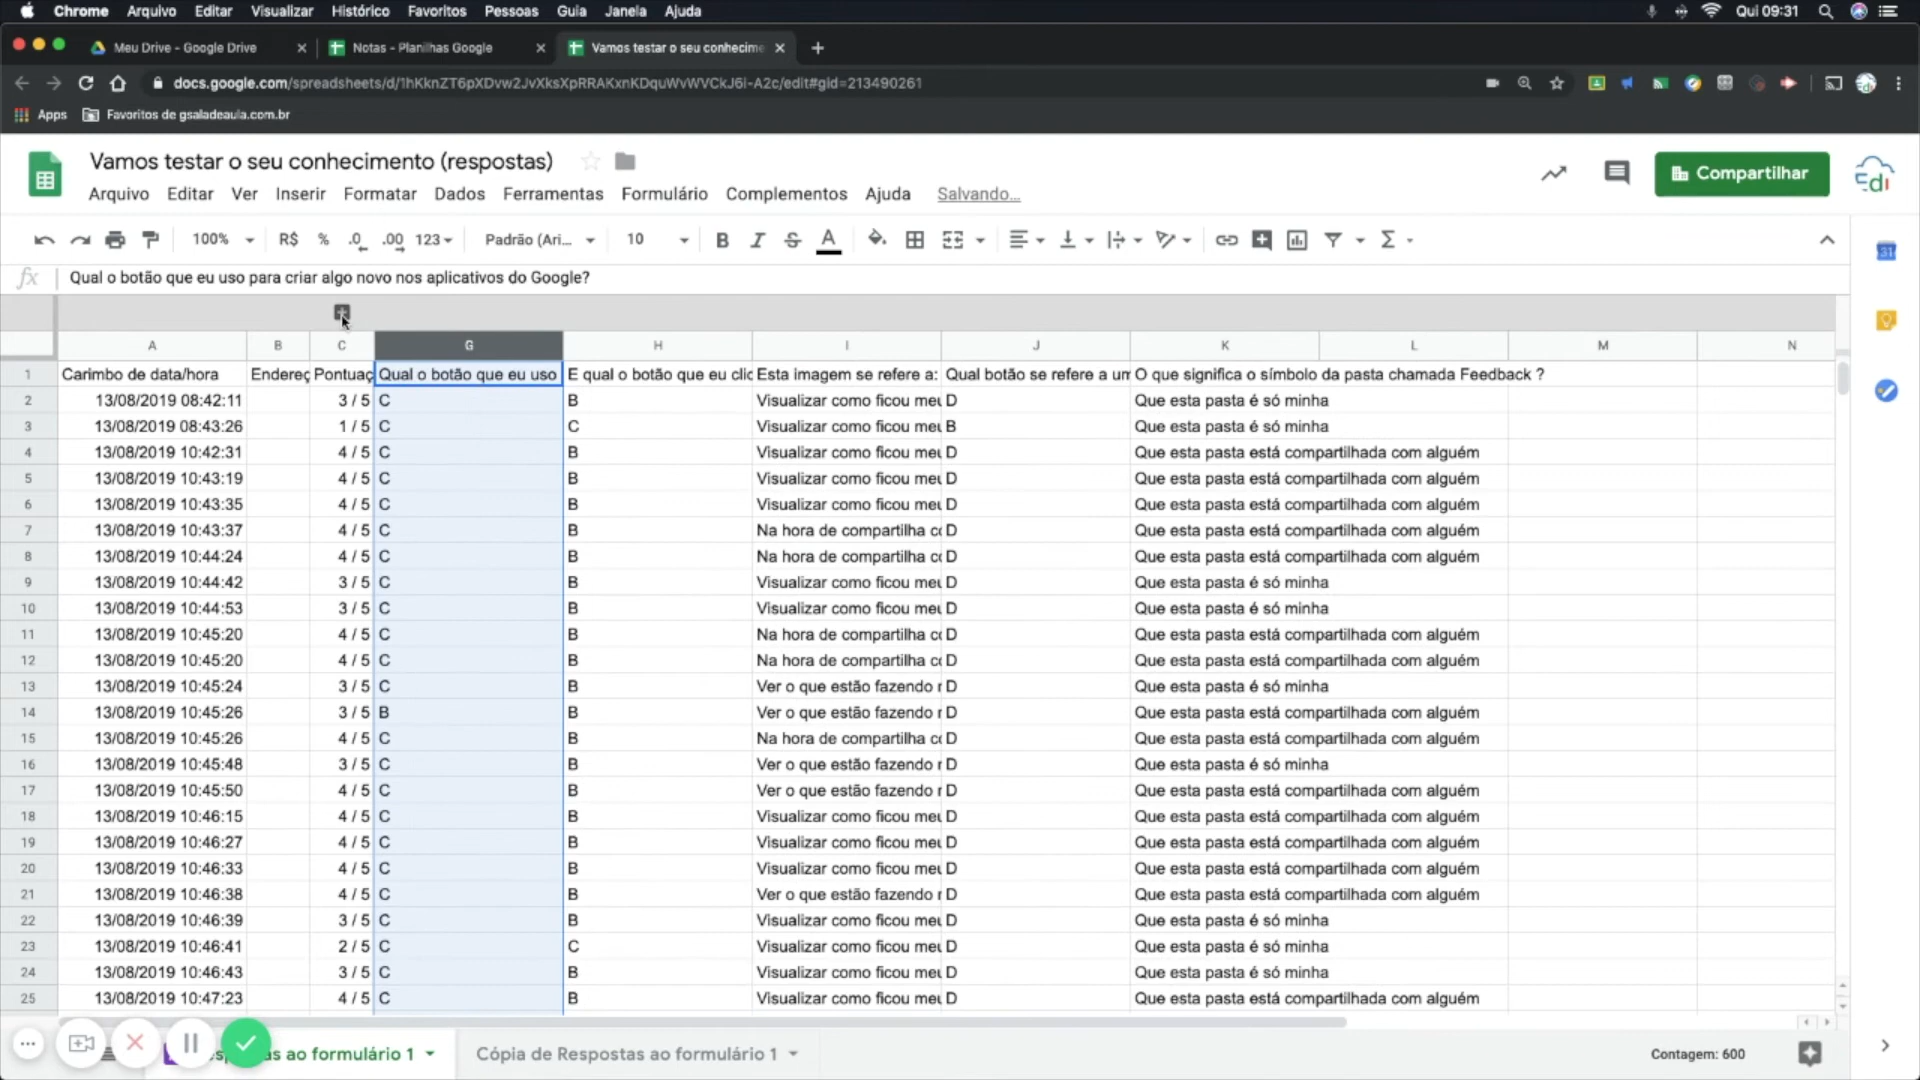 Chrome Arquivo Editar Visualizar Histórico Favoritos Pessoas Guia Janela Ajuda Qui 09:31
Meu Drive - Google Drive Notas - Planilhas Google Vamos testar o seu conhecime
docs.google.com/spreadsheets/d/1hKknZT6pXDvw2JvXksXpRRAKxnKDquWvWVCkJ6i-A2c/edit#gid=213490261
Apps Favoritos de gsaladeaula.com.br
Vamos testar o seu conhecimento (respostas) Compartilhar
Arquivo Editar Ver Inserir Formatar Dados Ferramentas Formulário Complementos Ajuda Salvando...
100% R$ % .0 .00 123 Padrão (Ari... 10 B I S A
fx Qual o botão que eu uso para criar algo novo nos aplicativos do Google?
A B C G H I J K L M N
1 Carimbo de data/hora Endereç Pontuaç Qual o botão que eu uso E qual o botão que eu clic Esta imagem se refere a: Qual botão se refere a um O que significa o símbolo da pasta chamada Feedback ?
2 13/08/2019 08:42:11 3 / 5 C B Visualizar como ficou meu D Que esta pasta é só minha
3 13/08/2019 08:43:26 1 / 5 C C Visualizar como ficou meu B Que esta pasta é só minha
4 13/08/2019 10:42:31 4 / 5 C B Visualizar como ficou meu D Que esta pasta está compartilhada com alguém
5 13/08/2019 10:43:19 4 / 5 C B Visualizar como ficou meu D Que esta pasta está compartilhada com alguém
6 13/08/2019 10:43:35 4 / 5 C B Visualizar como ficou meu D Que esta pasta está compartilhada com alguém
7 13/08/2019 10:43:37 4 / 5 C B Na hora de compartilha co D Que esta pasta está compartilhada com alguém
8 13/08/2019 10:44:24 4 / 5 C B Na hora de compartilha co D Que esta pasta está compartilhada com alguém
9 13/08/2019 10:44:42 3 / 5 C B Visualizar como ficou meu D Que esta pasta é só minha
10 13/08/2019 10:44:53 3 / 5 C B Visualizar como ficou meu D Que esta pasta é só minha
11 13/08/2019 10:45:20 4 / 5 C B Na hora de compartilha co D Que esta pasta está compartilhada com alguém
12 13/08/2019 10:45:20 4 / 5 C B Na hora de compartilha co D Que esta pasta está compartilhada com alguém
13 13/08/2019 10:45:24 3 / 5 C B Ver o que estão fazendo r D Que esta pasta é só minha
14 13/08/2019 10:45:26 3 / 5 B B Ver o que estão fazendo r D Que esta pasta está compartilhada com alguém
15 13/08/2019 10:45:26 4 / 5 C B Na hora de compartilha co D Que esta pasta está compartilhada com alguém
16 13/08/2019 10:45:48 3 / 5 C B Ver o que estão fazendo r D Que esta pasta é só minha
17 13/08/2019 10:45:50 4 / 5 C B Ver o que estão fazendo r D Que esta pasta está compartilhada com alguém
18 13/08/2019 10:46:15 4 / 5 C B Visualizar como ficou meu D Que esta pasta está compartilhada com alguém
19 13/08/2019 10:46:27 4 / 5 C B Visualizar como ficou meu D Que esta pasta está compartilhada com alguém
20 13/08/2019 10:46:33 4 / 5 C B Visualizar como ficou meu D Que esta pasta está compartilhada com alguém
21 13/08/2019 10:46:38 4 / 5 C B Ver o que estão fazendo r D Que esta pasta está compartilhada com alguém
22 13/08/2019 10:46:39 3 / 5 C B Visualizar como ficou meu D Que esta pasta é só minha
23 13/08/2019 10:46:41 2 / 5 C C Visualizar como ficou meu D Que esta pasta é só minha
24 13/08/2019 10:46:43 3 / 5 C B Visualizar como ficou meu D Que esta pasta é só minha
25 13/08/2019 10:47:23 4 / 5 C B Visualizar como ficou meu D Que esta pasta está compartilhada com alguém
as ao formulário 1 Cópia de Respostas ao formulário 1 Contagem: 600